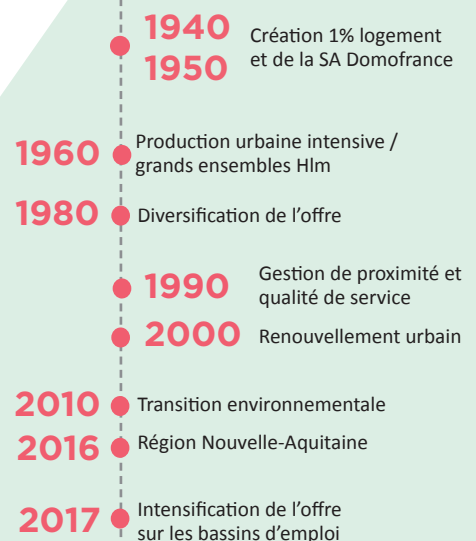 1940
1950
Création 1% logement
et de la SA Domofrance
1960
Production urbaine intensive /
grands ensembles Hlm
1980
Diversification de l'offre
1990
Gestion de proximité et
qualité de service
2000
Renouvellement urbain
2010
Transition environnementale
2016
Région Nouvelle-Aquitaine
2017
Intensification de l'offre
sur les bassins d'emploi